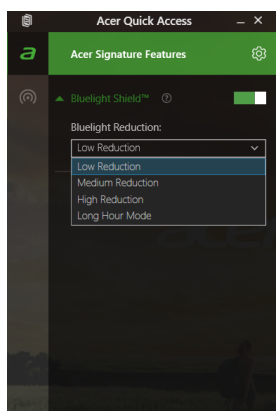 Acer Quick Access
Acer Signature Features
Bluelight Shield™
Bluelight Reduction:
Low Reduction
Low Reduction
Medium Reduction
High Reduction
Long Hour Mode